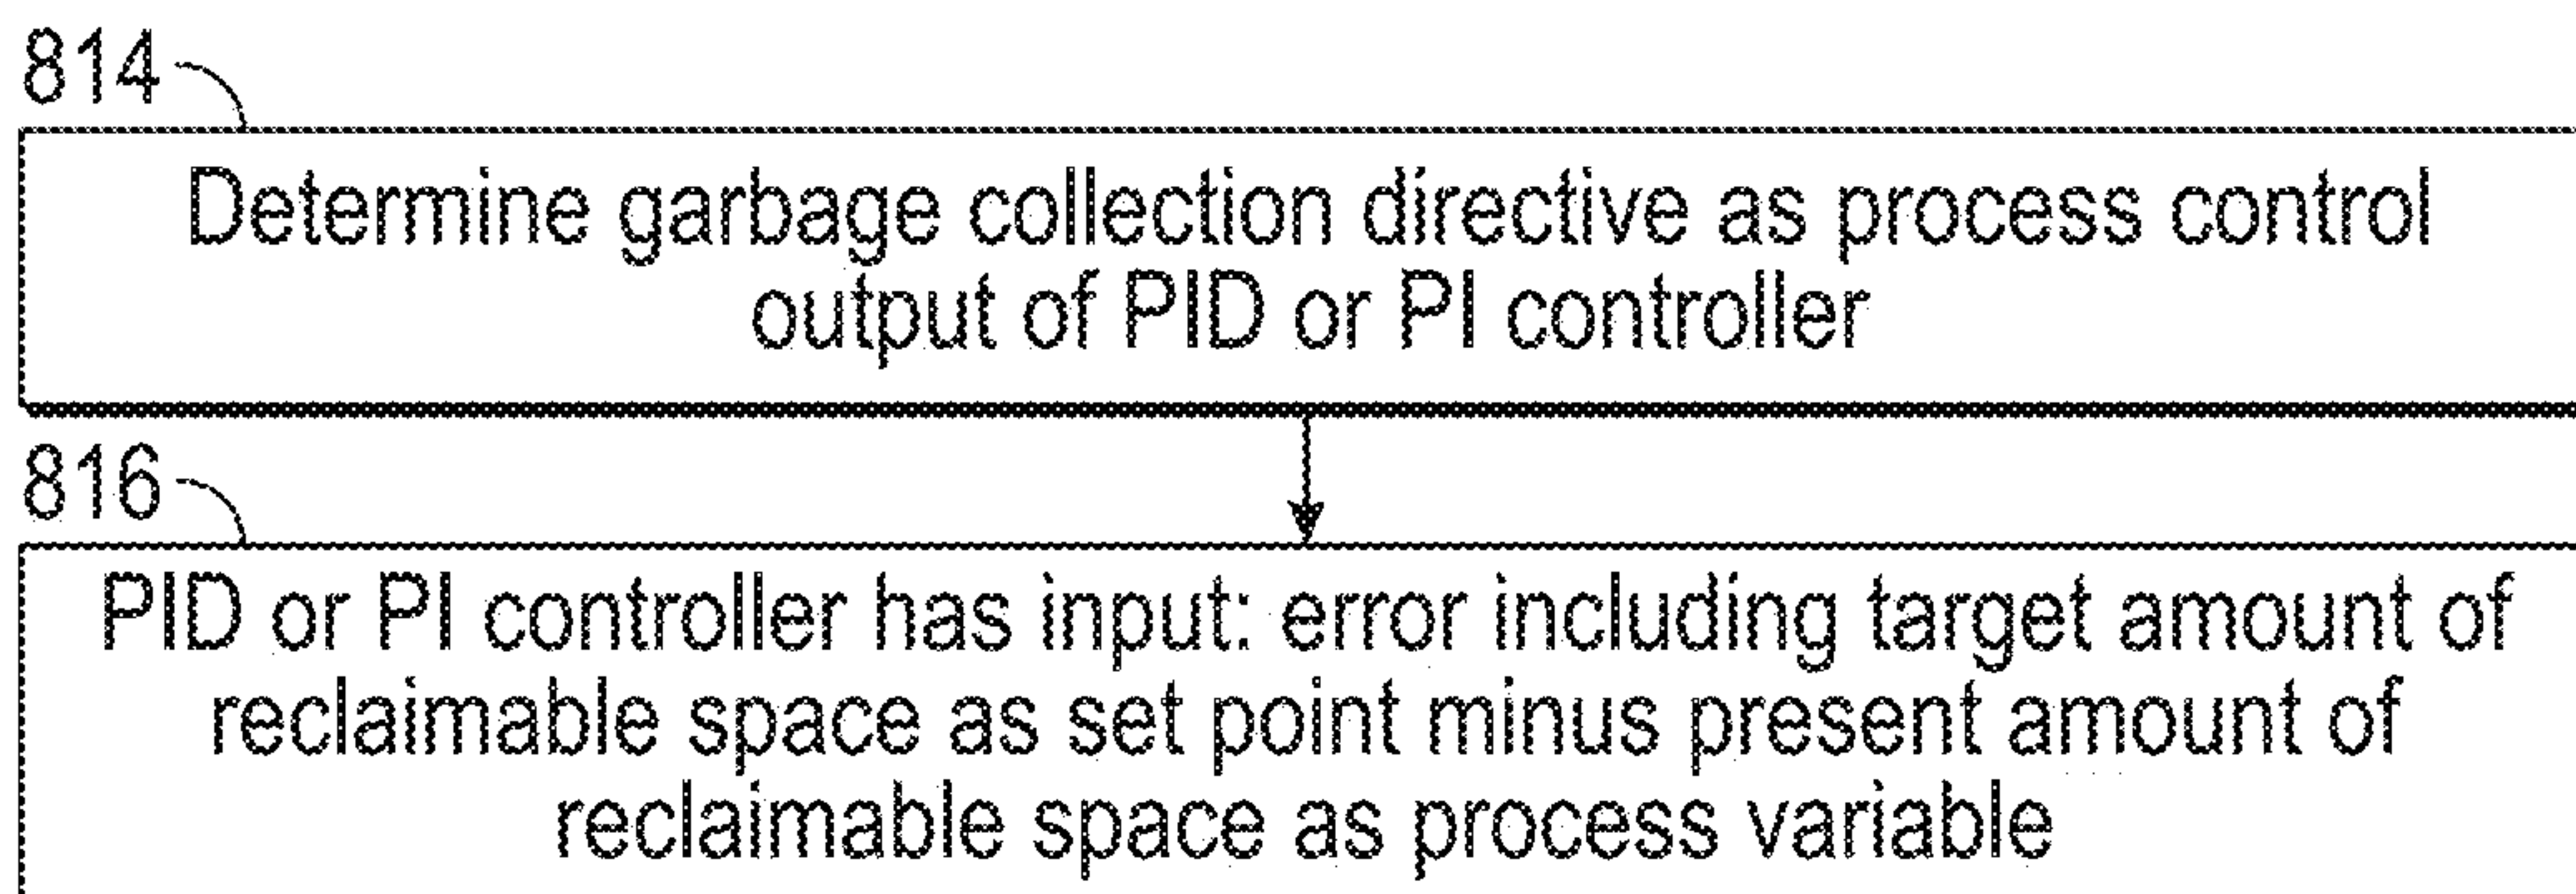 814
Determine garbage collection directive as process control
output of PID or PI controller
816
PID or PI controller has input: error including target amount of
reclaimable space as set point minus present amount of
reclaimable space as process variable